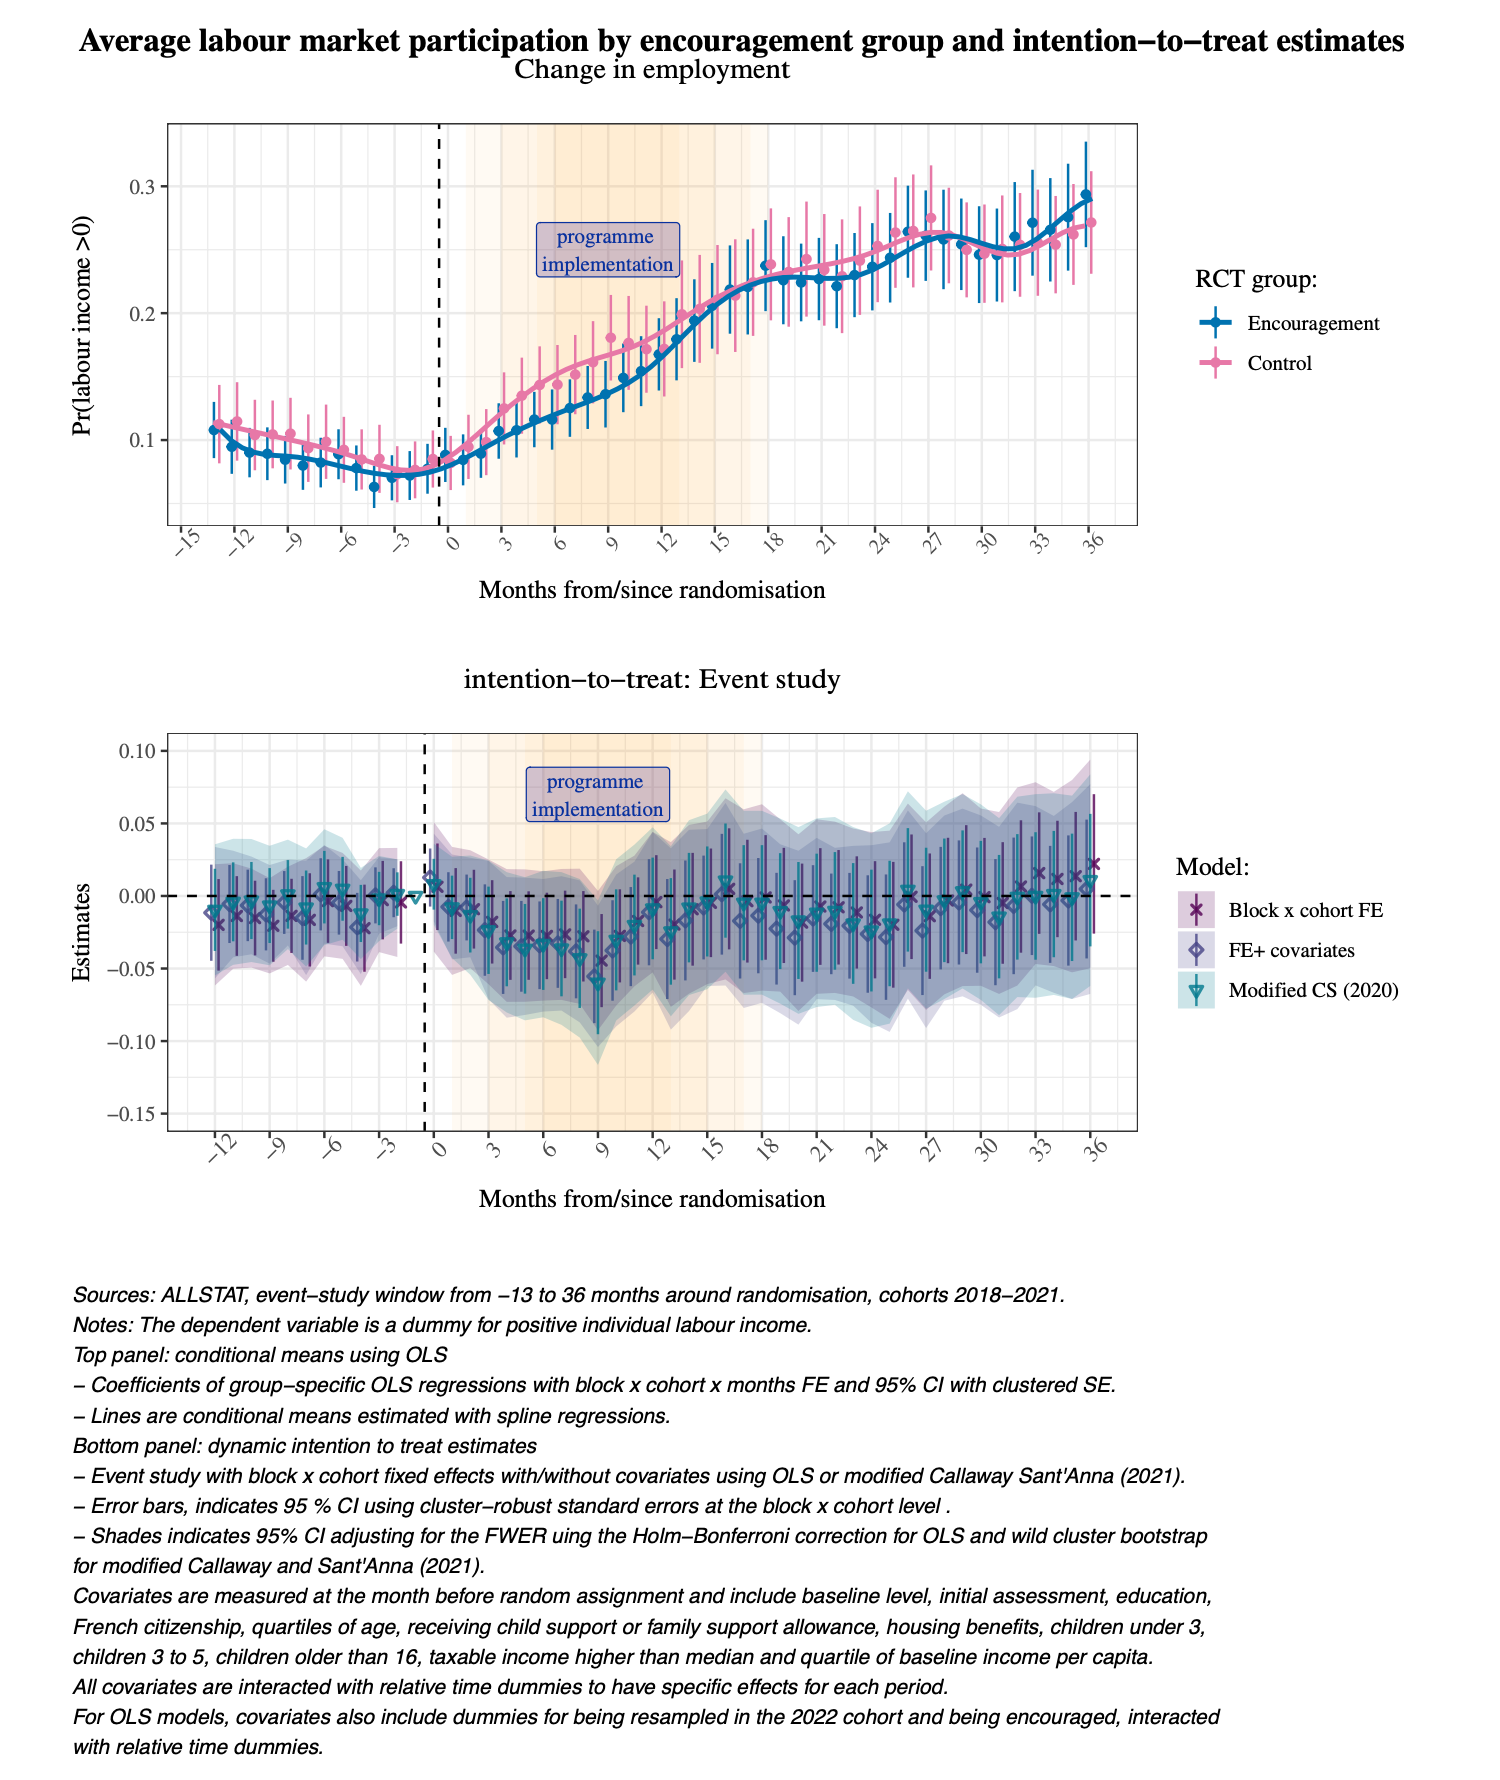 Average labour market participation by encouragement group and intention−to−treat estimates
Change in employment
programme
implementation
0.3
0.2
0.1
Pr(labour income >0)
−15 −12 −9 −6 −3 0 3 6 9 12 15 18 21 24 27 30 33 36
Months from/since randomisation
RCT group:
Encouragement
Control
intention−to−treat: Event study
programme
implementation
0.10
0.05
0.00
−0.05
−0.10
−0.15
Estimates
−12 −9 −6 −3 0 3 6 9 12 15 18 21 24 27 30 33 36
Months from/since randomisation
Model:
Block x cohort FE
FE+ covariates
Modified CS (2020)
Sources: ALLSTAT, event−study window from −13 to 36 months around randomisation, cohorts 2018−2021.
Notes: The dependent variable is a dummy for positive individual labour income.
Top panel: conditional means using OLS
− Coefficients of group−specific OLS regressions with block x cohort x months FE and 95% CI with clustered SE.
− Lines are conditional means estimated with spline regressions.
Bottom panel: dynamic intention to treat estimates
− Event study with block x cohort fixed effects with/without covariates using OLS or modified Callaway Sant'Anna (2021).
− Error bars, indicates 95 % CI using cluster−robust standard errors at the block x cohort level .
− Shades indicates 95% CI adjusting for the FWER uing the Holm−Bonferroni correction for OLS and wild cluster bootstrap
for modified Callaway and Sant'Anna (2021).
Covariates are measured at the month before random assignment and include baseline level, initial assessment, education,
French citizenship, quartiles of age, receiving child support or family support allowance, housing benefits, children under 3,
children 3 to 5, children older than 16, taxable income higher than median and quartile of baseline income per capita.
All covariates are interacted with relative time dummies to have specific effects for each period.
For OLS models, covariates also include dummies for being resampled in the 2022 cohort and being encouraged, interacted
with relative time dummies.